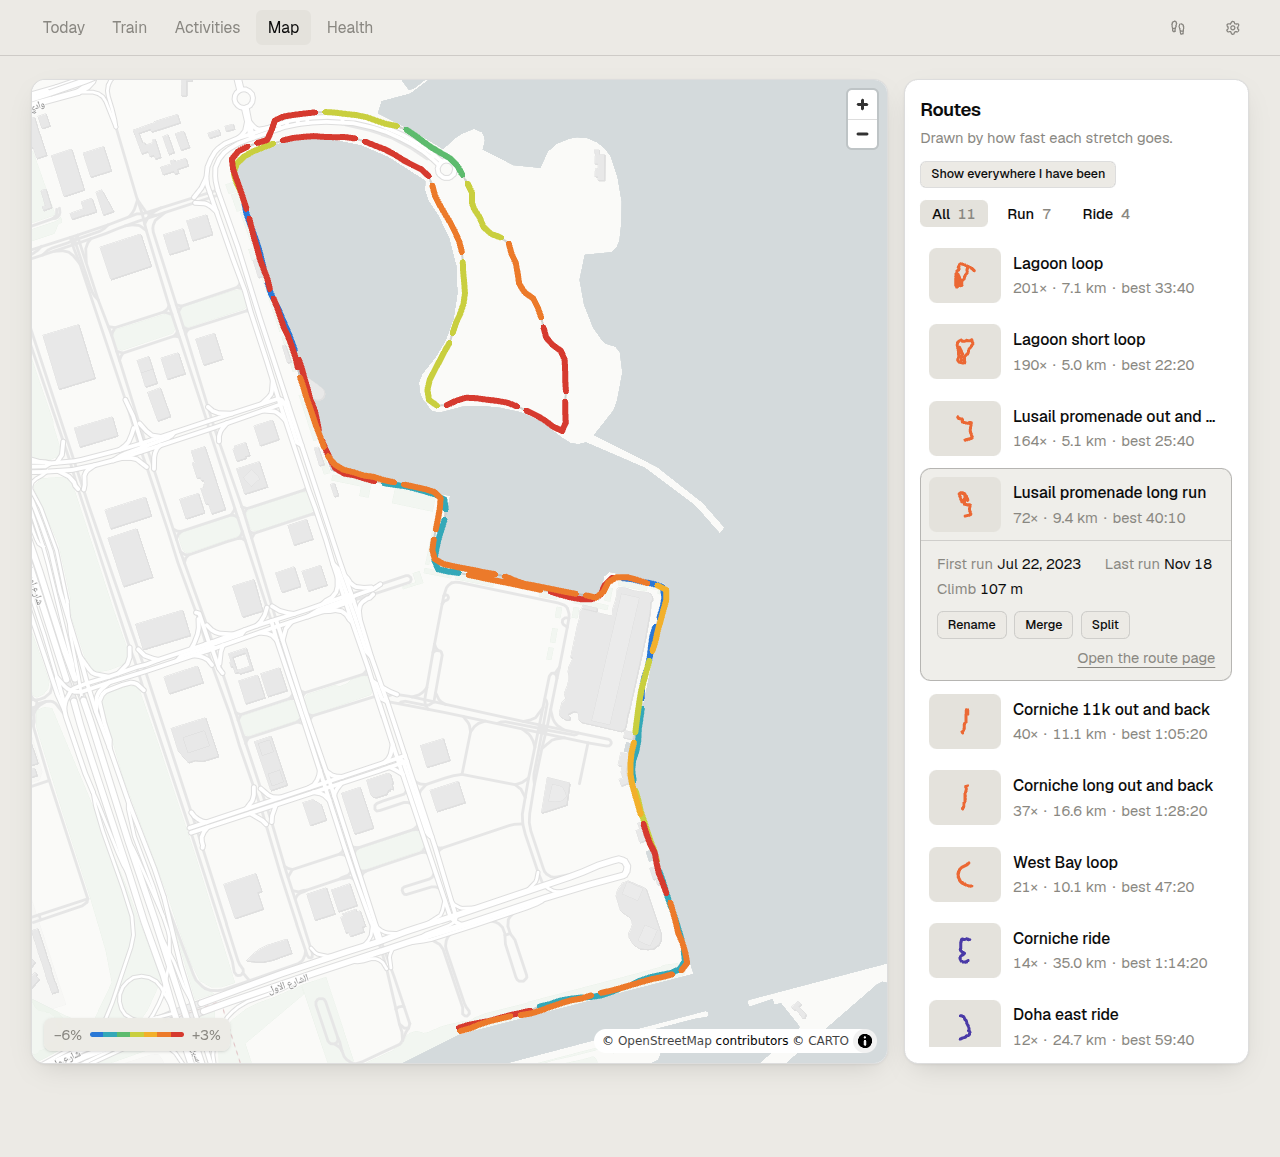 Today Train Activities Map Health
Routes
Drawn by how fast each stretch goes.
Show everywhere I have been
All 11 Run 7 Ride 4
Lagoon loop
201× · 7.1 km · best 33:40
Lagoon short loop
190× · 5.0 km · best 22:20
Lusail promenade out and ...
164× · 5.1 km · best 25:40
Lusail promenade long run
72× · 9.4 km · best 40:10
First run Jul 22, 2023 Last run Nov 18
Climb 107 m
Rename Merge Split
Open the route page
Corniche 11k out and back
40× · 11.1 km · best 1:05:20
Corniche long out and back
37× · 16.6 km · best 1:28:20
West Bay loop
21× · 10.1 km · best 47:20
Corniche ride
14× · 35.0 km · best 1:14:20
Doha east ride
12× · 24.7 km · best 59:40
الشارع الأول
−6% +3%
© OpenStreetMap contributors © CARTO